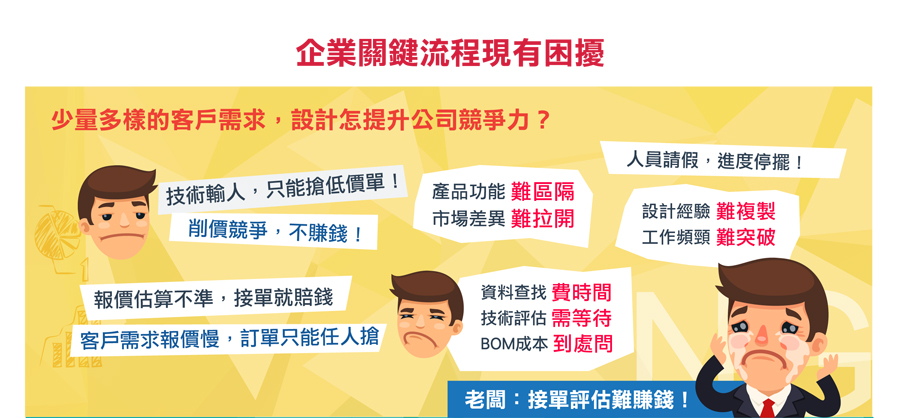 企業關鍵流程現有困擾
少量多樣的客戶需求，設計怎提升公司競爭力？
技術輸人，只能搶低價單！
削價競爭，不賺錢！
產品功能 難區隔
市場差異 難拉開
人員請假，進度停擺！
設計經驗 難複製
工作頻頸 難突破
報價估算不準，接單就賠錢
客戶需求報價慢，訂單只能任人搶
資料查找 費時間
技術評估 需等待
BOM成本 到處問
NG
老闆：接單評估難賺錢！